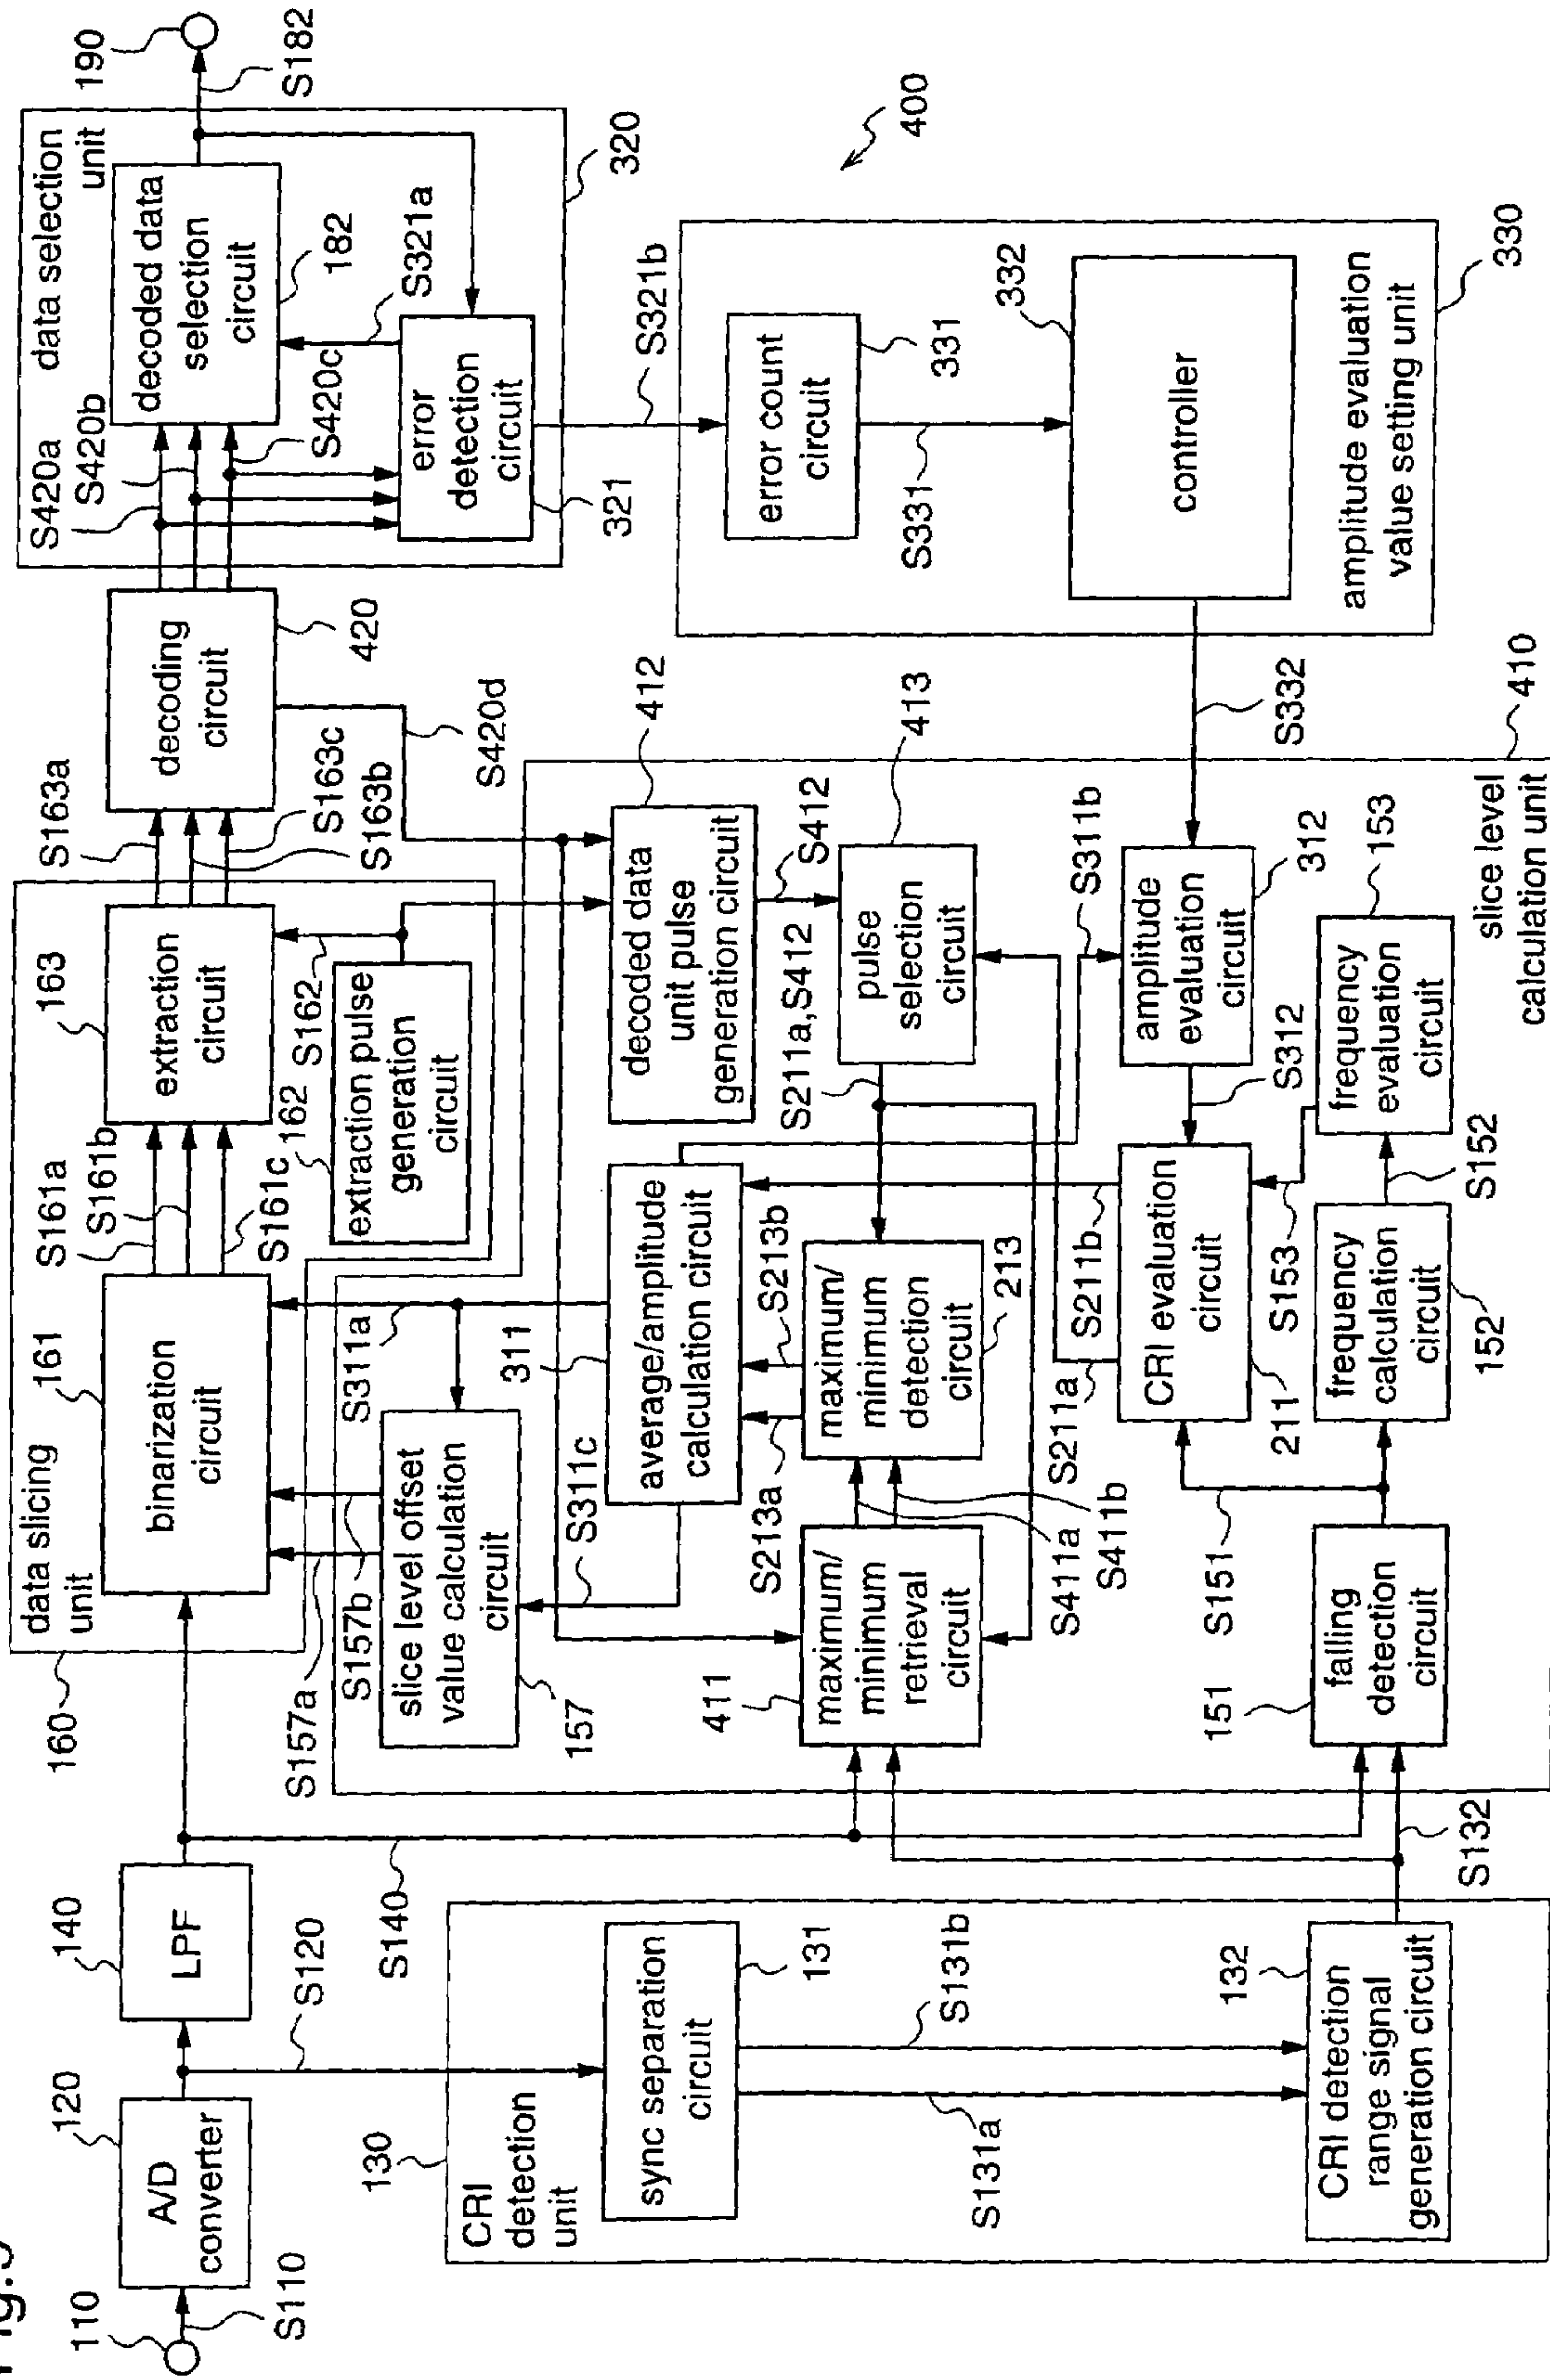 Fig.9
110
S110
120
A/D
converter
S120
140
LPF
S140
130
CRI
detection
unit
sync separation
circuit
131
S131a
S131b
132
CRI detection
range signal
generation circuit
S132
160
data slicing
unit
161
binarization
circuit
S161a
S161b
S161c
163
extraction
circuit
S162
162
extraction pulse
generation
circuit
S163a
S163c
S163b
decoding
circuit
420
S420d
data selection
unit
S420a
S420b
S420c
decoded data
selection
circuit
182
S321a
error
detection
circuit
321
320
190
S182
400
S321b
error count
circuit
331
S331
332
controller
amplitude evaluation
value setting unit
330
S332
S157a
S157b
slice level offset
value calculation
circuit
157
S311a
311
S311c
average/amplitude
calculation circuit
S311b
S213a
S213b
411
maximum/
minimum
retrieval
circuit
S411a
S411b
maximum/
minimum
detection
circuit
213
412
decoded data
unit pulse
generation circuit
S412
S211a,S412
413
pulse
selection
circuit
S211a
S211b
CRI evaluation
circuit
211
S312
amplitude
evaluation
circuit
312
151
falling
detection
circuit
S151
frequency
calculation
circuit
152
S152
S153
153
frequency
evaluation
circuit
slice level
calculation unit
410